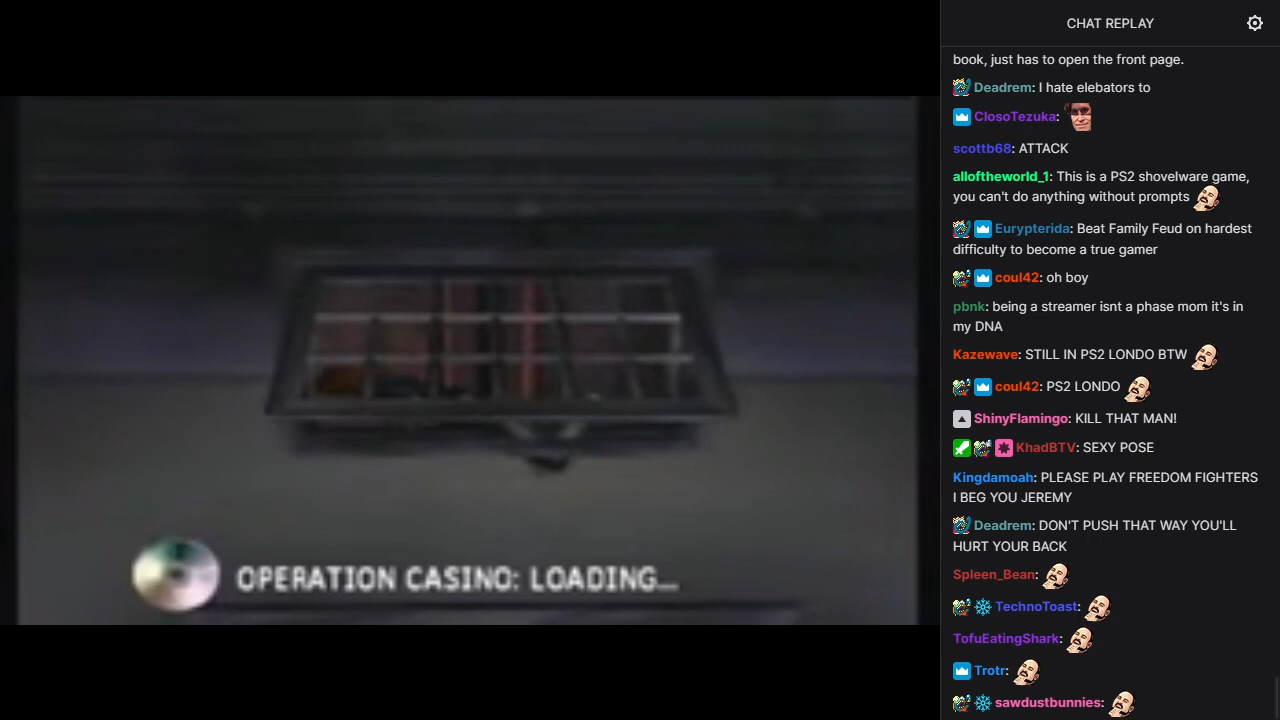 CHAT REPLAY
book, just has to open the front page.
Deadrem: I hate elebators to
ClosoTezuka:
scottb68: ATTACK
alloftheworld_1: This is a PS2 shovelware game,
you can't do anything without prompts
Eurypterida: Beat Family Feud on hardest
difficulty to become a true gamer
coul42: oh boy
pbnk: being a streamer isnt a phase mom it's in
my DNA
Kazewave: STILL IN PS2 LONDO BTW
coul42: PS2 LONDO
ShinyFlamingo: KILL THAT MAN!
KhadBTV: SEXY POSE
Kingdamoah: PLEASE PLAY FREEDOM FIGHTERS
I BEG YOU JEREMY
Deadrem: DON'T PUSH THAT WAY YOU'LL
HURT YOUR BACK
Spleen_Bean:
TechnoToast:
TofuEatingShark:
Trotr:
sawdustbunnies:
OPERATION CASINO: LOADING...